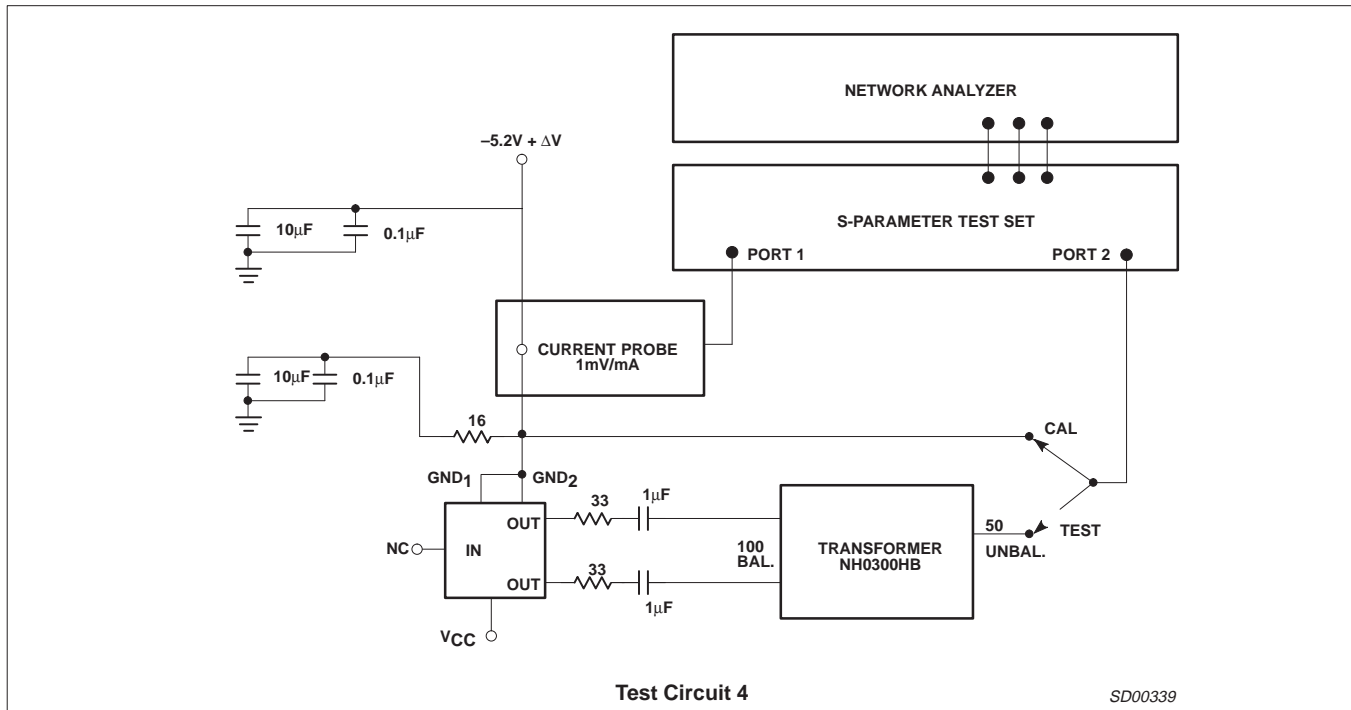 NETWORK ANALYZER
–5.2V + ΔV
S-PARAMETER TEST SET
10µF
0.1µF
PORT 1
PORT 2
CURRENT PROBE
1mV/mA
10µF
0.1µF
16
CAL
GND1
GND2
33
1µF
OUT
50
TEST
NC
IN
100
BAL.
TRANSFORMER
NH0300HB
UNBAL.
33
OUT
1µF
VCC
Test Circuit 4
SD00339